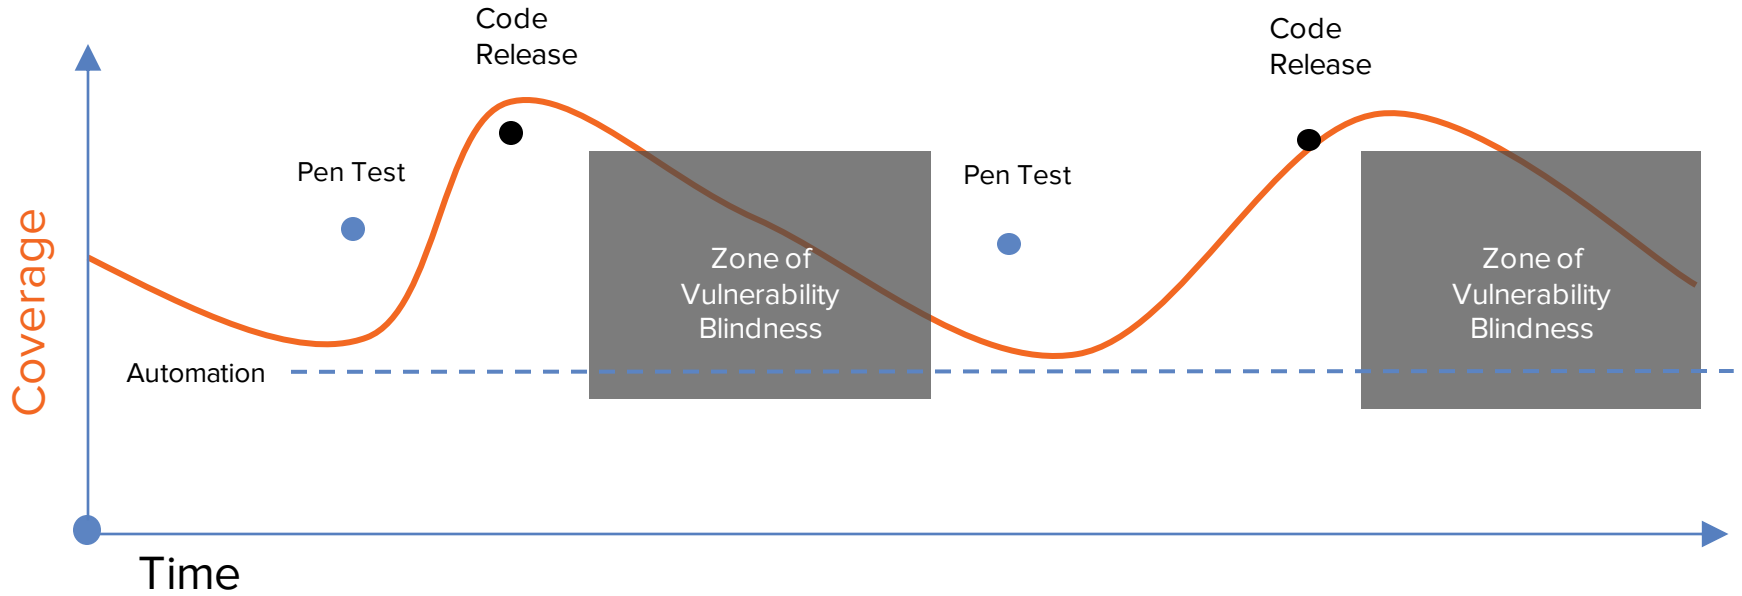 Code
Release
Code
Release
Pen Test
Pen Test
Coverage
Zone of
Vulnerability
Blindness
Zone of
Vulnerability
Blindness
Automation
Time